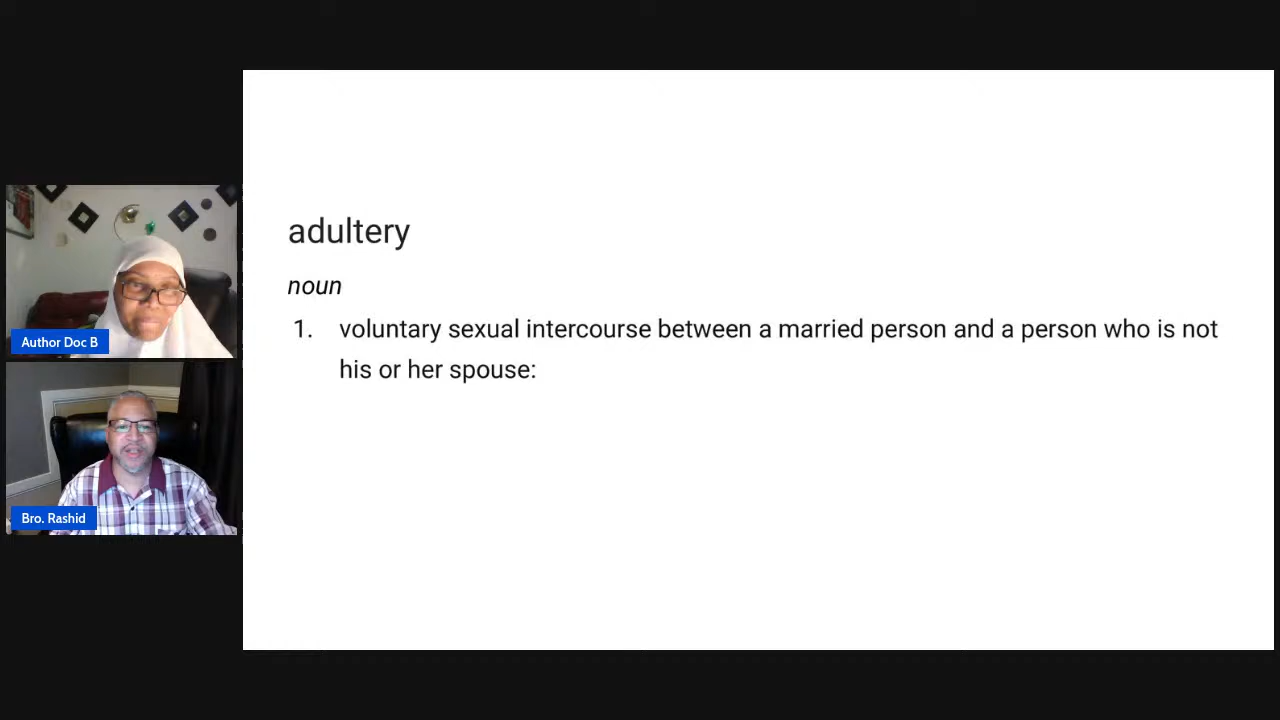 adultery
noun
1. voluntary sexual intercourse between a married person and a person who is not
his or her spouse:
Author Doc B
Bro. Rashid